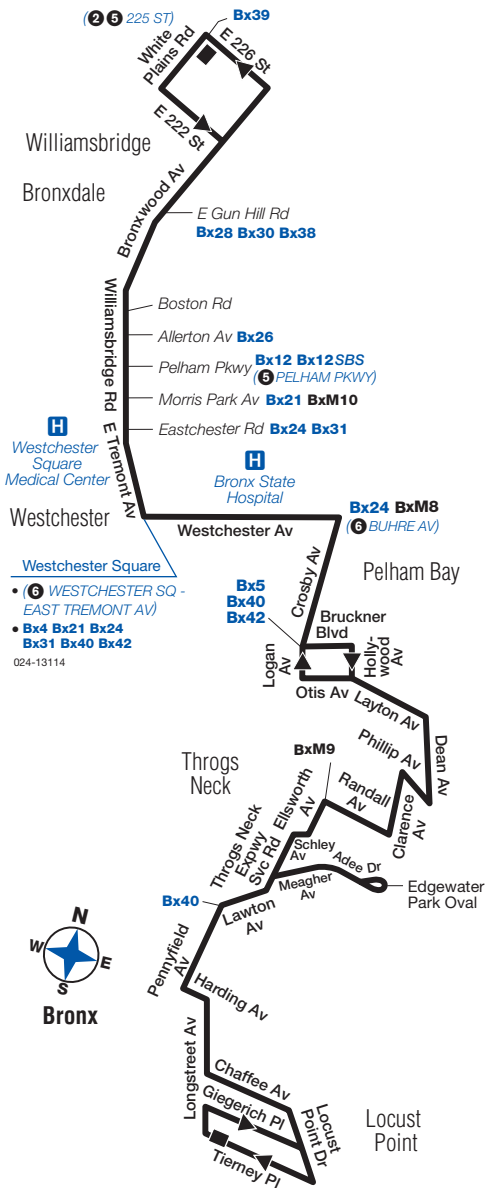 (2 5 225 ST)
Bx39
White
Plains Rd
E 226 St
E 222 St
Williamsbridge
Bronxdale
Bronxwood Av
E Gun Hill Rd
Bx28 Bx30 Bx38
Williamsbridge Rd
Boston Rd
Allerton Av Bx26
Pelham Pkwy Bx12 Bx12SBS
(5 PELHAM PKWY)
Morris Park Av Bx21 BxM10
Eastchester Rd Bx24 Bx31
H
Westchester
Square
Medical Center
E Tremont Av
H
Bronx State
Hospital
Westchester
Westchester Av
Bx24 BxM8
(6 BUHRE AV)
Westchester Square
• (6 WESTCHESTER SQ -
EAST TREMONT AV)
• Bx4 Bx21 Bx24
Bx31 Bx40 Bx42
024-13114
Crosby Av
Pelham Bay
Bx5
Bx40
Bx42
Bruckner
Blvd
Logan
Av
Holly-
wood
Av
Otis Av
Layton Av
Dean Av
Phillip Av
Clarence
Av
Randall
Av
BxM9
Throgs
Neck
Ellsworth
Av
Throgs Neck
Expwy
Svc Rd
Schley
Av
Meagher
Av
Adee Dr
Edgewater
Park Oval
Bx40
Lawton
Av
Pennyfield
Av
N
W
E
S
Bronx
Harding Av
Longstreet Av
Chaffee Av
Giegerich Pl
Locust
Point Dr
Tierney Pl
Locust
Point